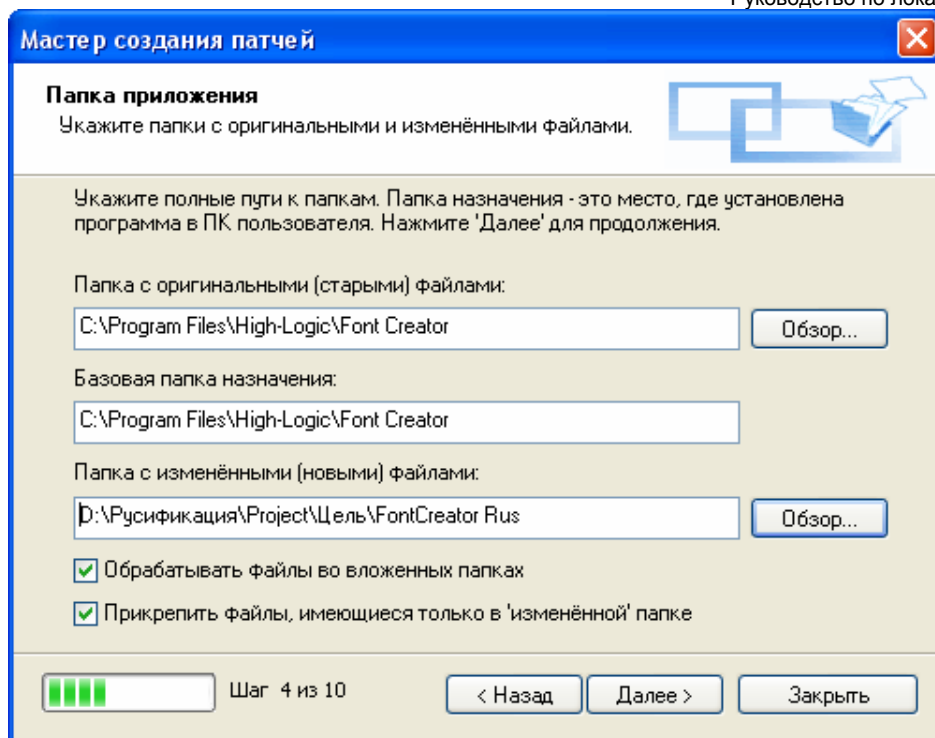 Руководство по лока
Мастер создания патчей
Папка приложения
Укажите папки с оригинальными и изменёнными файлами.
Укажите полные пути к папкам. Папка назначения - это место, где установлена
программа в ПК пользователя. Нажмите 'Далее' для продолжения.
Папка с оригинальными (старыми) файлами:
C:\Program Files\High-Logic\Font Creator
Обзор...
Базовая папка назначения:
C:\Program Files\High-Logic\Font Creator
Папка с изменёнными (новыми) файлами:
D:\Русификация\Project\Цель\FontCreator Rus
Обзор...
Обрабатывать файлы во вложенных папках
Прикрепить файлы, имеющиеся только в 'изменённой' папке
Шаг 4 из 10
< Назад
Далее >
Закрыть